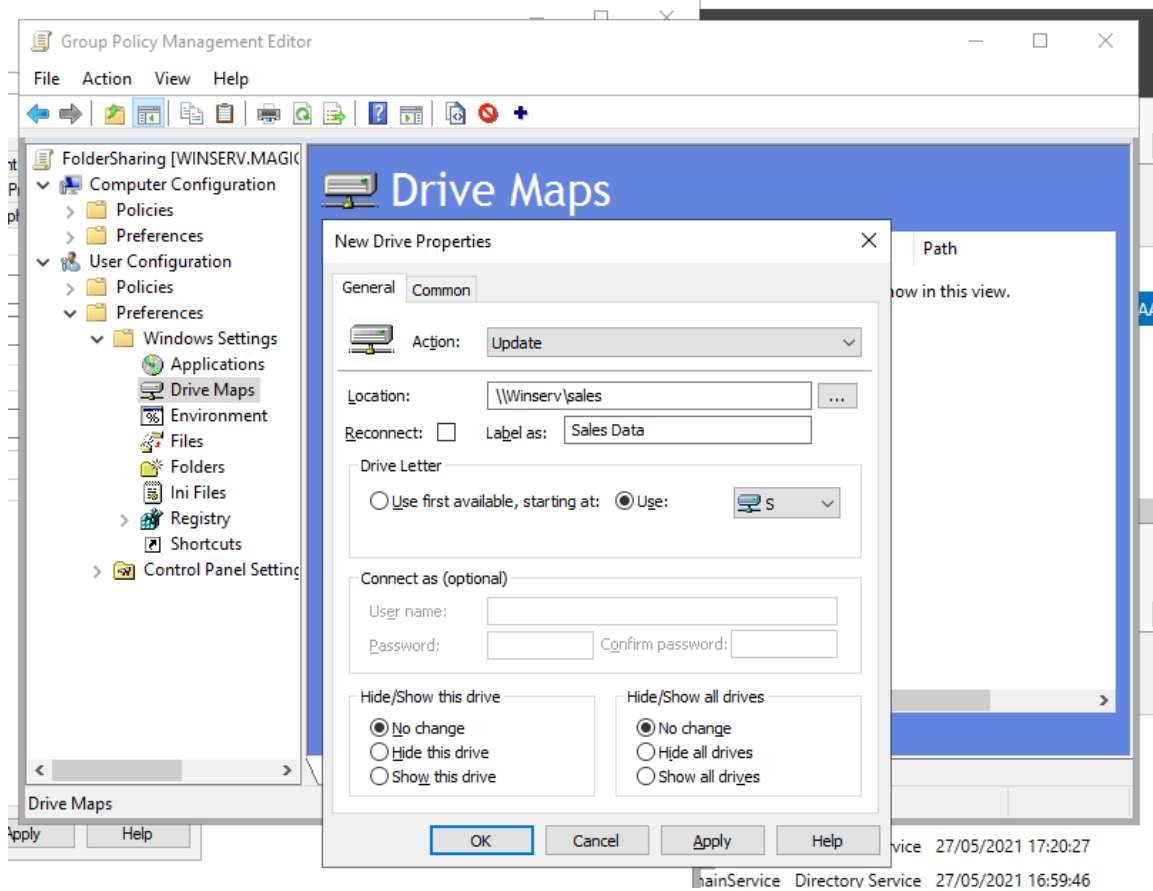 Group Policy Management Editor
File Action View Help
FolderSharing [WINSERV.MAGIC
Computer Configuration
Policies
Preferences
User Configuration
Policies
Preferences
Windows Settings
Applications
Drive Maps
Environment
Files
Folders
Ini Files
Registry
Shortcuts
Control Panel Setting
Drive Maps
Path
now in this view.
New Drive Properties
General Common
Action: Update
Location: \\Winserv\sales ...
Reconnect: Label as: Sales Data
Drive Letter
Use first available, starting at: Use: S
Connect as (optional)
User name:
Password: Confirm password:
Hide/Show this drive
No change
Hide this drive
Show this drive
Hide/Show all drives
No change
Hide all drives
Show all drives
OK Cancel Apply Help
Drive Maps
Apply Help
vice 27/05/2021 17:20:27
nainService Directory Service 27/05/2021 16:59:46